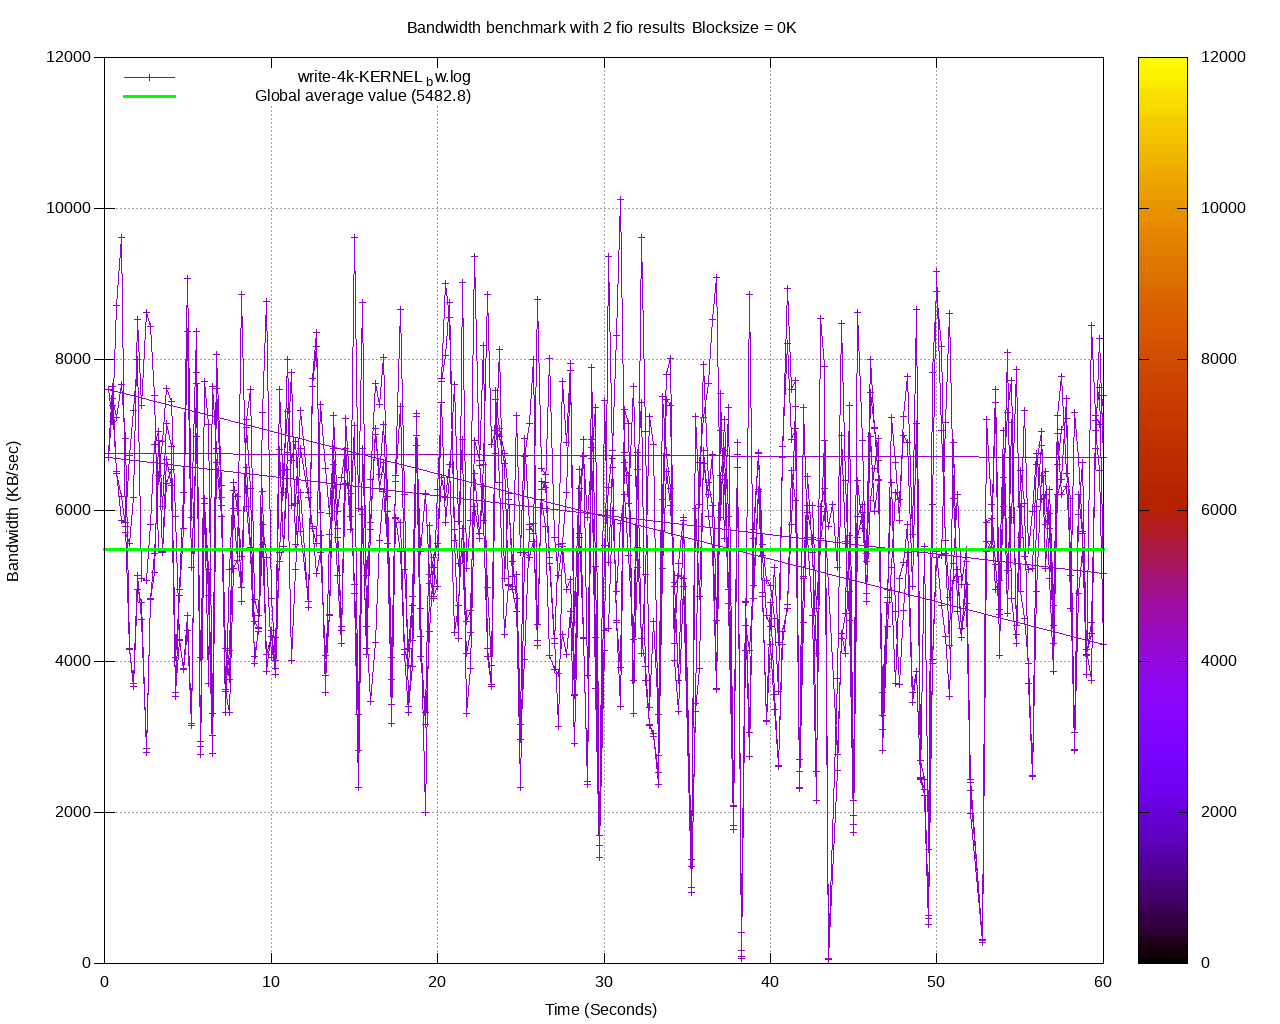 Bandwidth benchmark with 2 fio results Blocksize = 0K
write-4k-KERNEL_bw.log
Global average value (5482.8)
12000
10000
8000
6000
4000
2000
0
Bandwidth (KB/sec)
0 10 20 30 40 50 60
Time (Seconds)
12000
10000
8000
6000
4000
2000
0